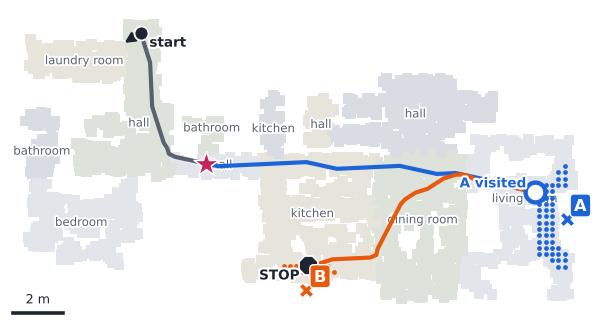 start
laundry room
hall
bathroom
kitchen
hall
hall
bathroom
hall
A visited
living
A
bedroom
kitchen
dining room
STOP
B
2 m